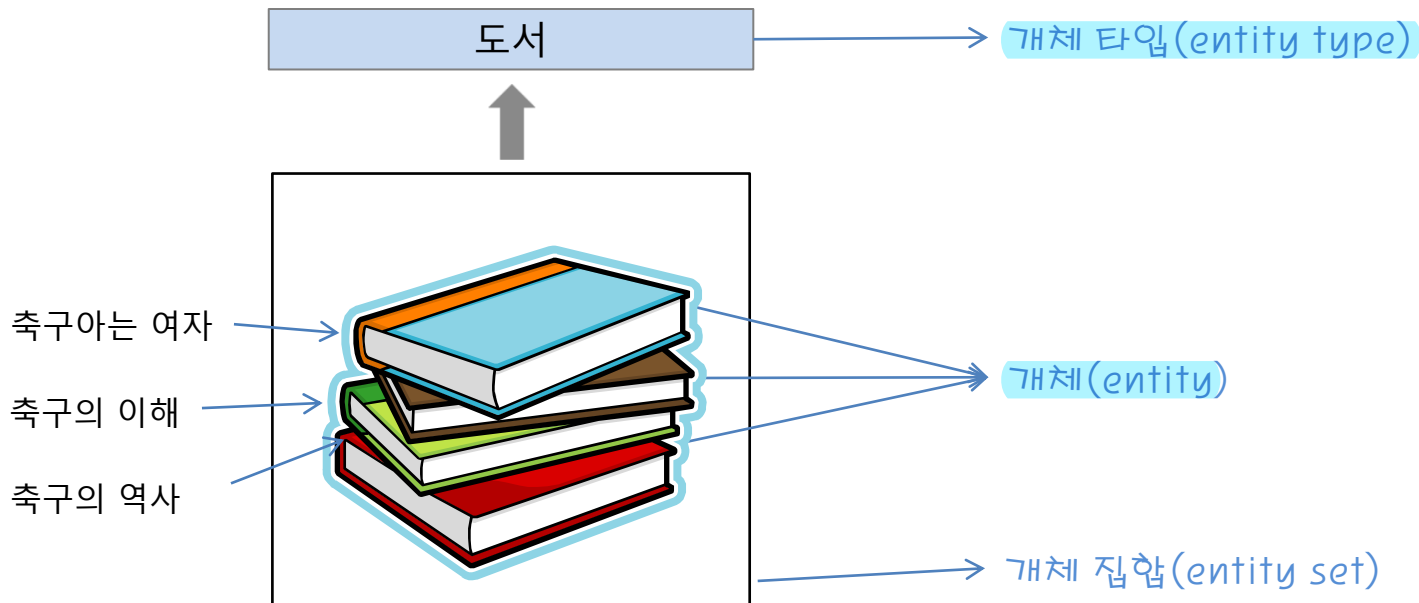 도서
개체 타입(entity type)
축구아는 여자
축구의 이해
축구의 역사
개체(entity)
개체 집합(entity set)